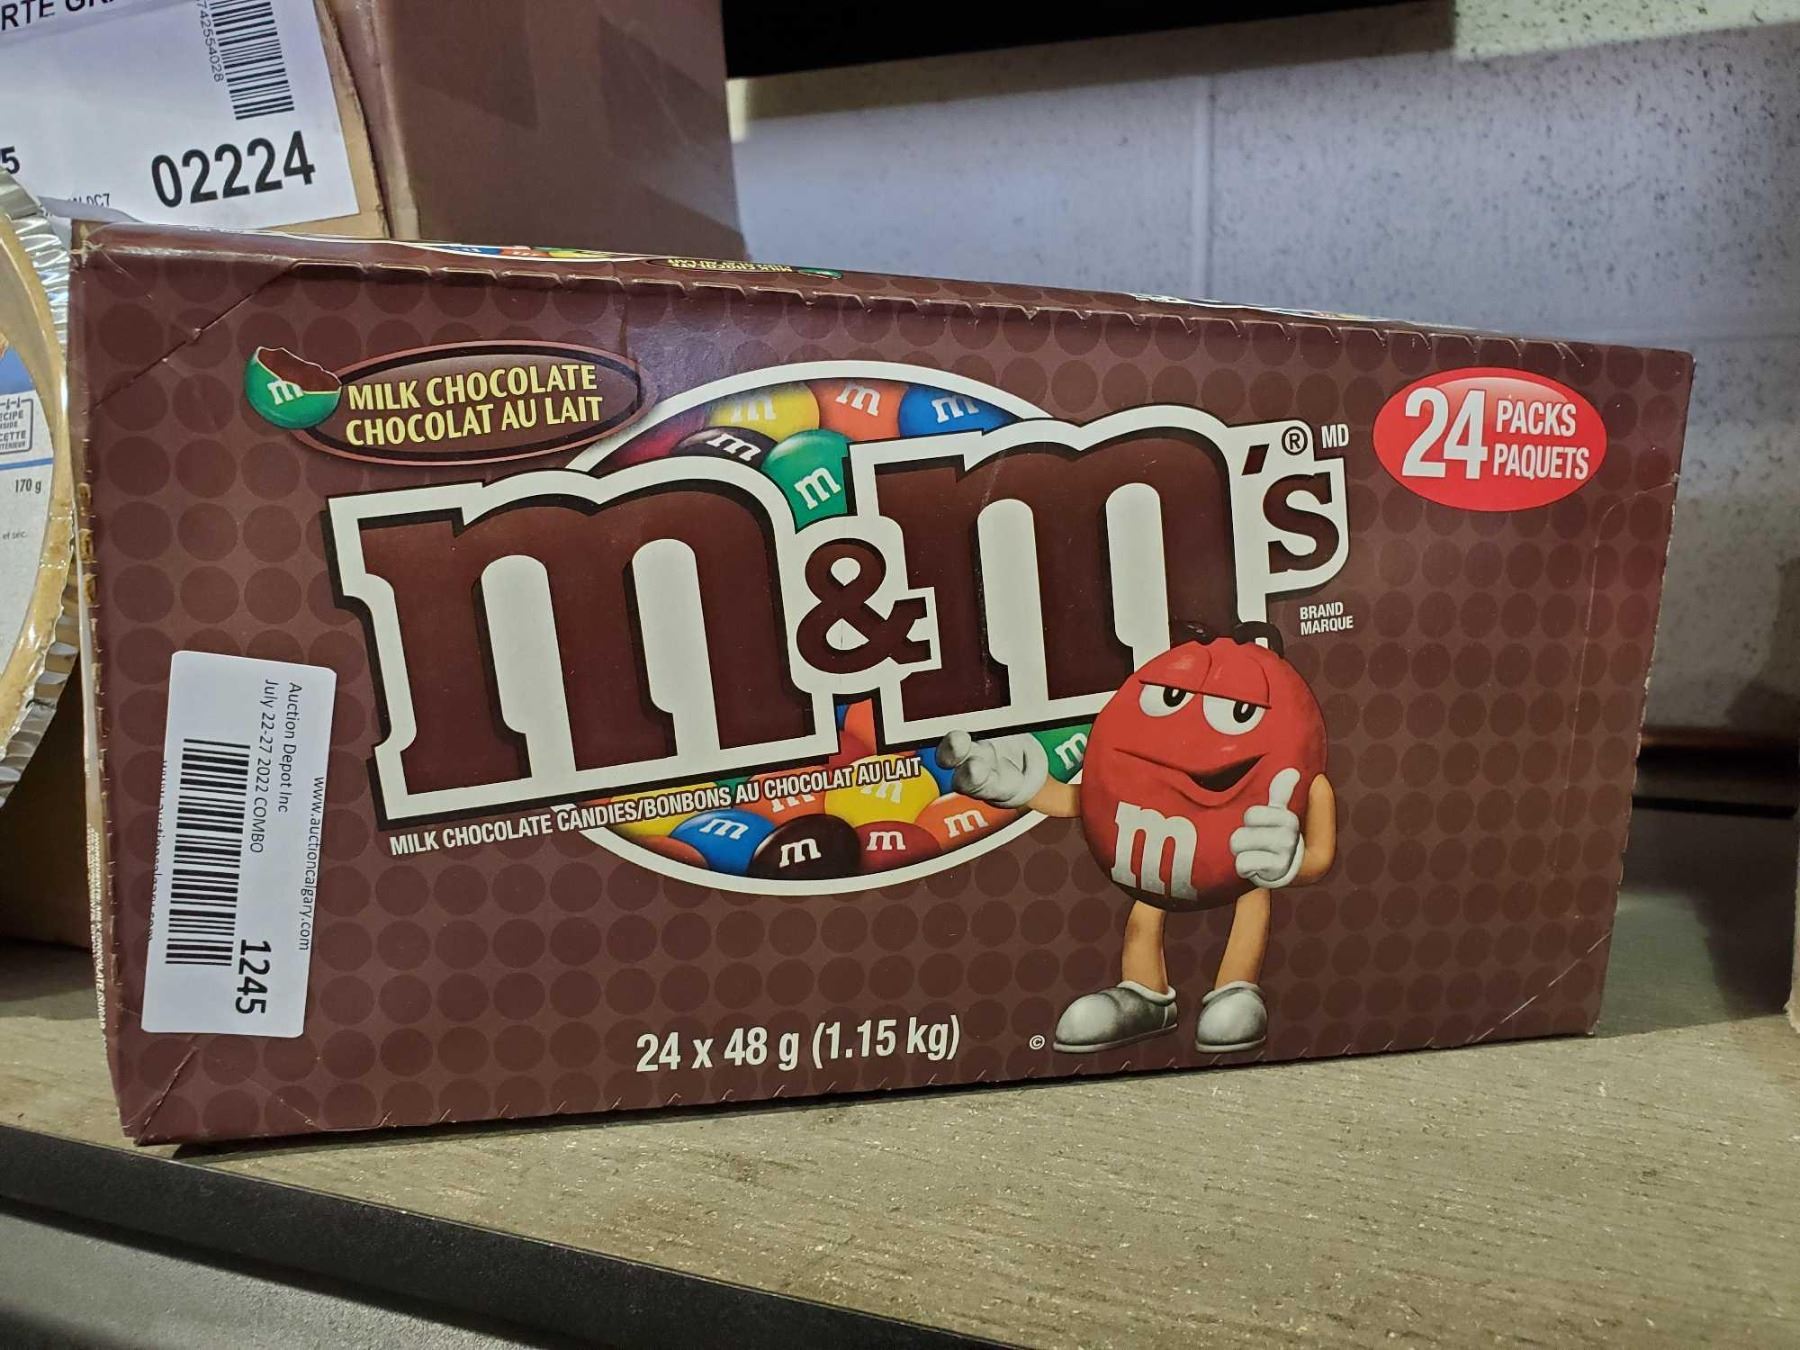 02224
5
170 g
MILK CHOCOLATE
CHOCOLAT AU LAIT
m&m's
® MD
24 PACKS
PAQUETS
BRAND
MARQUE
MILK CHOCOLATE CANDIES/BONBONS AU CHOCOLAT AU LAIT
m
24 x 48 g (1.15 kg)
©
www.auctioncalgary.com
Auction Depot Inc
July 22-27 2022 COMBO
1245